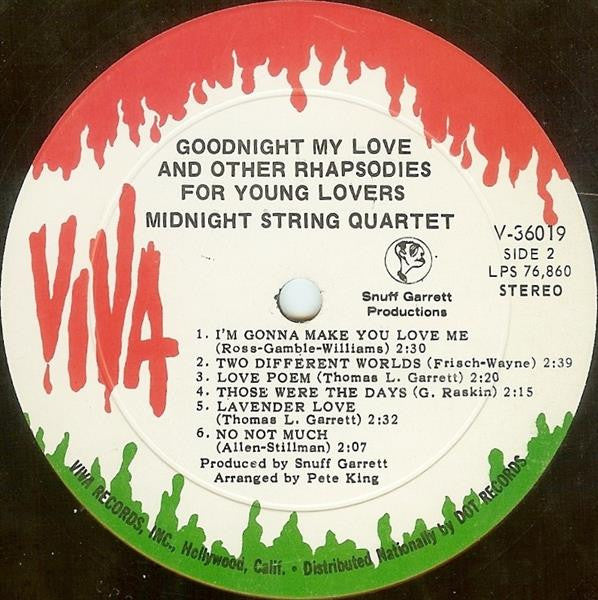 GOODNIGHT MY LOVE
AND OTHER RHAPSODIES
FOR YOUNG LOVERS
MIDNIGHT STRING QUARTET
ViVA
V-36019
SIDE 2
LPS 76,860
STEREO
Snuff Garrett
Productions
1. I'M GONNA MAKE YOU LOVE ME
(Ross-Gamble-Williams) 2:30
2. TWO DIFFERENT WORLDS (Frisch-Wayne) 2:39
3. LOVE POEM (Thomas L. Garrett) 2:20
4. THOSE WERE THE DAYS (G. Raskin) 2:15
5. LAVENDER LOVE
(Thomas L. Garrett) 2:32
6. NO NOT MUCH
(Allen-Stillman) 2:07
Produced by Snuff Garrett
Arranged by Pete King
VIVA RECORDS, INC., Hollywood, Calif. • Distributed Nationally by DOT RECORDS